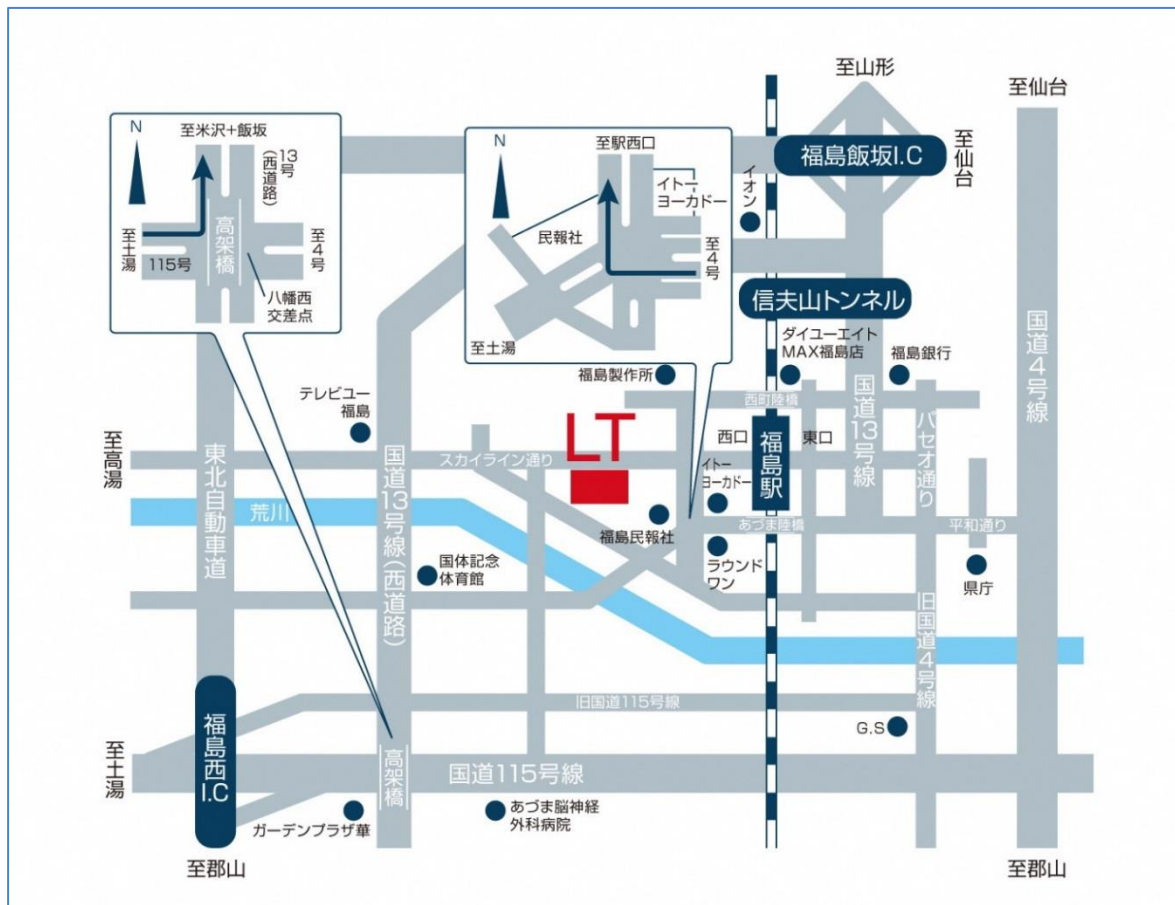 至山形
至仙台
N
至米沢+飯坂
13号
(西道路)
高架橋
至土湯
115号
至4号
八幡西
交差点
N
至駅西口
イトー
ヨーカドー
民報社
至4号
至土湯
イオン
福島飯坂I.C
至仙台
信夫山トンネル
ダイユーエイト
MAX福島店
福島銀行
国道4号線
福島製作所
西町陸橋
国道13号線
パセオ通り
テレビユー
福島
LT
西口
福島駅
東口
至高湯
東北自動車道
国道13号線(西道路)
スカイライン通り
イトー
ヨーカドー
荒川
福島民報社
あづま陸橋
平和通り
国体記念
体育館
ラウンド
ワン
県庁
旧国道4号線
旧国道115号線
G.S
至土湯
福島西I.C
高架橋
国道115号線
ガーデンプラザ華
あづま脳神経
外科病院
至郡山
至郡山